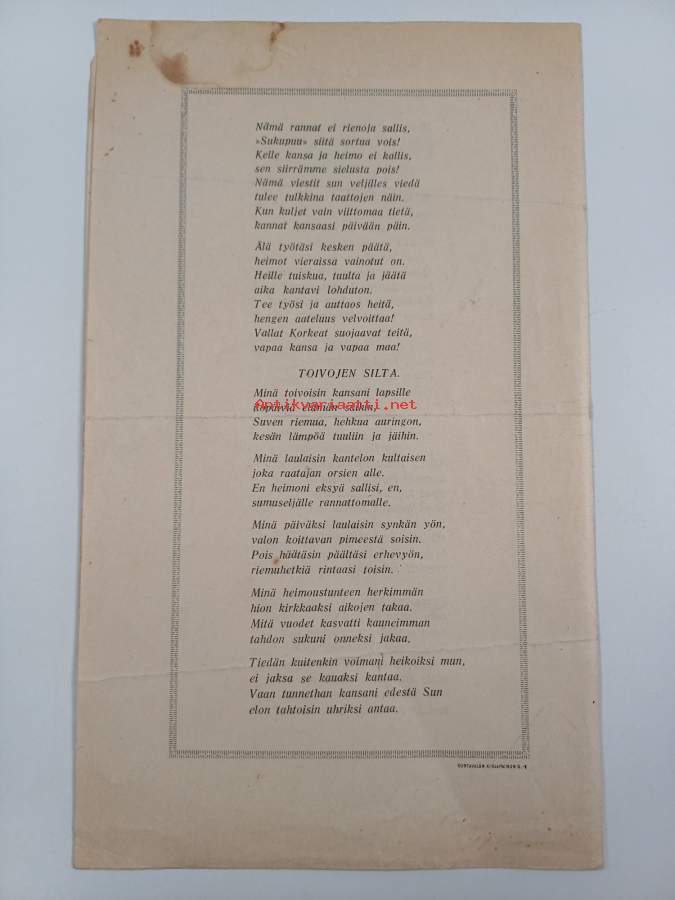 Nämä rannat ei rienoja sallis,
»Sukupuu» siitä sortua vois!
Kelle kansa ja heimo ei kallis,
sen siirrämme sielusta pois!
Nämä viestit sun veljilles viedä
tulee tulkkina taattojen näin.
Kun kuljet vain viittomaa tietä,
kannat kansaasi päivään päin.
Älä työtäsi kesken päätä,
heimot vieraissa vainotut on.
Heille tuiskua, tuulta ja jäätä
aika kantavi lohduton.
Tee työsi ja auttaos heitä,
hengen aateluus velvoittaa!
Vallat Korkeat suojaavat teitä,
vapaa kansa ja vapaa maa!
TOIVOJEN SILTA.
Minä toivoisin kansani lapsille
Antikvariaatti.net
elämän säihin,
Suven riemua, hehkua auringon,
kesän lämpöä tuuliin ja jäihin.
Minä laulaisin kantelon kultaisen
joka raatajan orsien alle.
En heimoni eksyä sallisi, en,
sumuseljälle rannattomalle.
Minä päiväksi laulaisin synkän yön,
valon koittavan pimeestä soisin.
Pois häätäsin päältäsi erhevyön,
riemuhetkiä rintaasi toisin.
Minä heimoustunteen herkimmän
hion kirkkaaksi aikojen takaa.
Mitä vuodet kasvatti kauneimman
tahdon sukuni onneksi jakaa.
Tiedän kuitenkin voimani heikoiksi mun,
ei jaksa se kauaksi kantaa.
Vaan tunnethan kansani edestä Sun
elon tahtoisin uhriksi antaa.